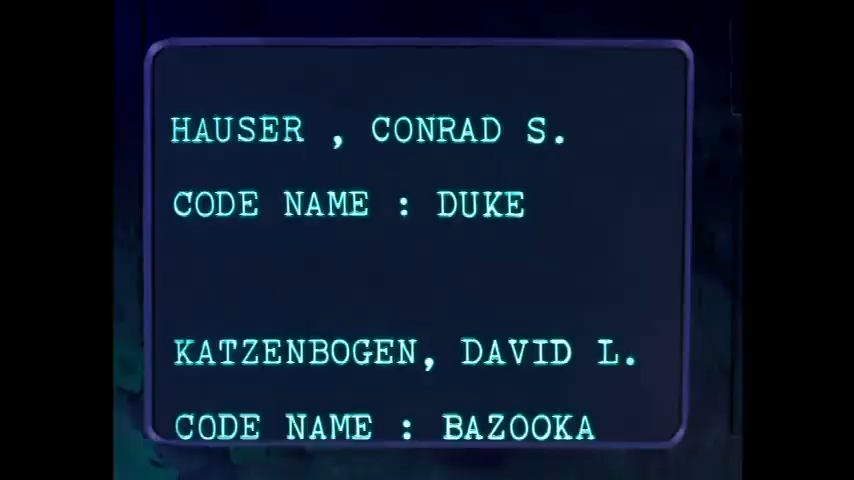 HAUSER , CONRAD S.
CODE NAME : DUKE
KATZENBOGEN, DAVID L.
CODE NAME : BAZOOKA